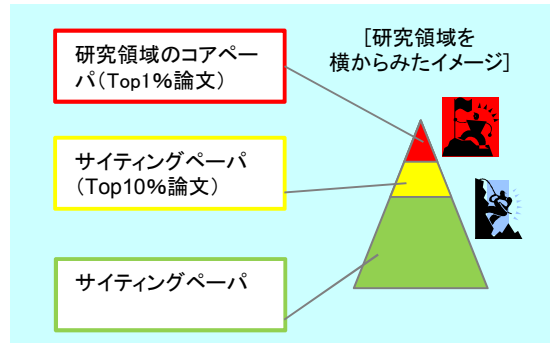 研究領域のコアペー
パ(Top1%論文)
[研究領域を
横からみたイメージ]
サイティングペーパ
(Top10%論文)
サイティングペーパ